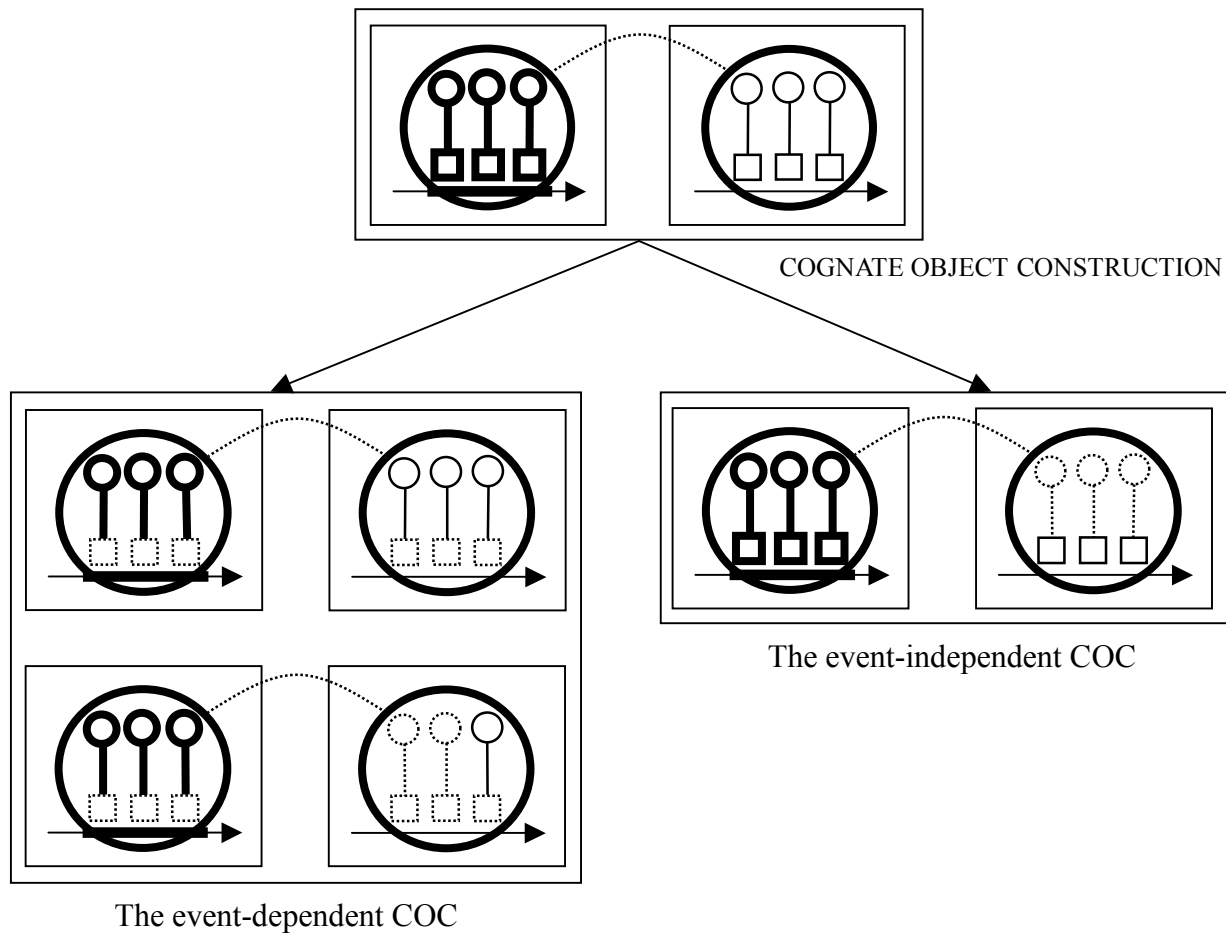 COGNATE OBJECT CONSTRUCTION
The event-independent COC
The event-dependent COC